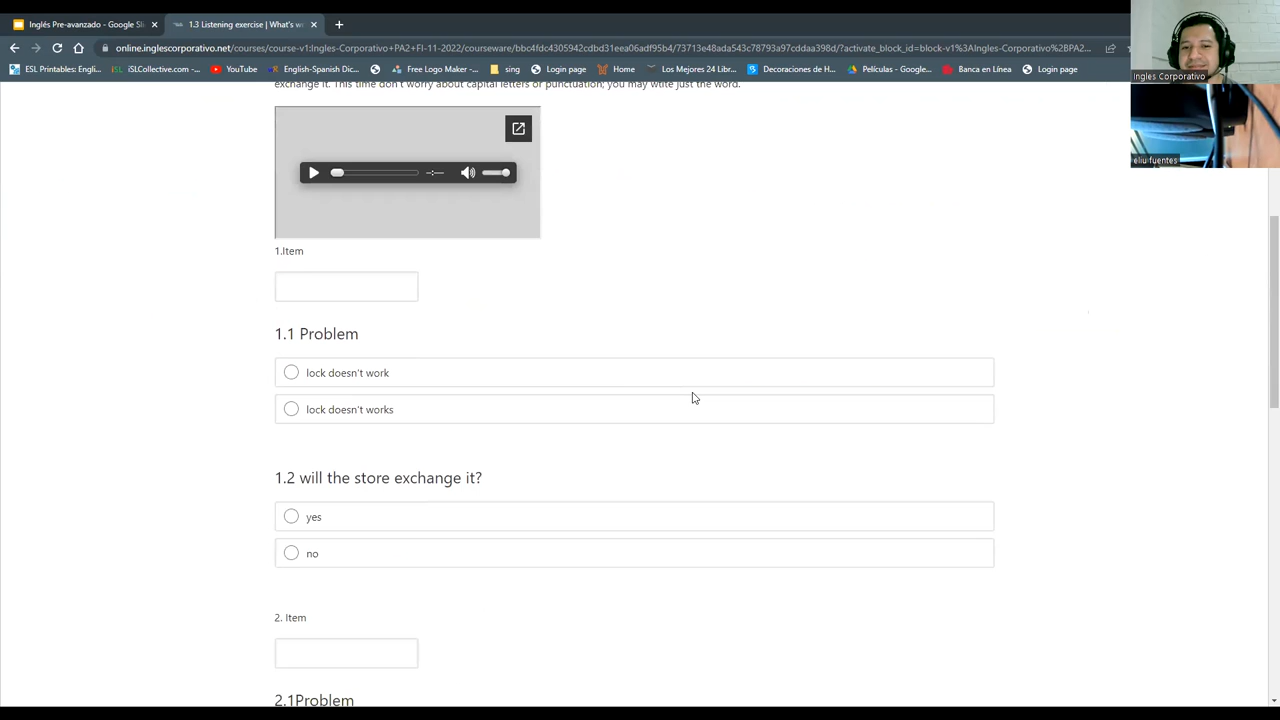 Inglés Pre-avanzado - Google Sli
1.3 Listening exercise | What's w
online.inglescorporativo.net/courses/course-v1:Ingles-Corporativo+PA2+FI-11-2022/courseware/bbc4fdc4305942cdbd31eea06adf95b4/73713e48ada543c78793a97cddaa398d/?activate_block_id=block-v1%3AIngles-Corporativo%2BPA2...
ESL Printables: Engli...
iSLCollective.com -...
YouTube
English-Spanish Dic...
Free Logo Maker -...
sing
Login page
Home
Los Mejores 24 Libr...
Decoraciones de H...
Películas - Google...
Banca en Línea
Login page
Ingles Corporativo
eliu fuentes
exchange it. This time don't worry about capital letters or punctuation; you may wtite just the word.
-:--
1.Item
1.1 Problem
lock doesn't work
lock doesn't works
1.2 will the store exchange it?
yes
no
2. Item
2.1Problem